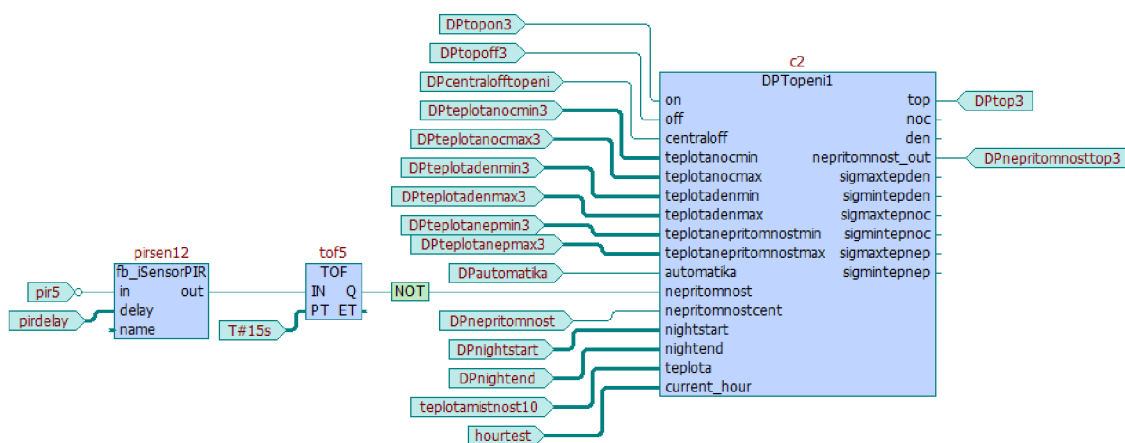 DPtopon3
DPtopoff3
DPcentralofftopeni
DPteplotanocmin3
DPteplotanocmax3
DPteplotadenmin3
DPteplotadenmax3
DPteplotanepmin3
DPteplotanepmax3
DPautomatika
DPnepritomnost
DPnightstart
DPnightend
teplotamistnost10
hourtest
pir5
pirdelay
pirsen12
fb_iSensorPIR
in out
delay
name
T#15s
tof5
TOF
IN Q
PT ET
NOT
c2
DPTopeni1
on top
off noc
centraloff den
teplotanocmin nepritomnost_out
teplotanocmax sigmaxtepden
teplotadenmin sigmintepden
teplotadenmax sigmaxtepnoc
teplotanepritomnostmin sigmintepnoc
teplotanepritomnostmax sigmaxtepnep
automatika sigmintepnep
nepritomnost
nepritomnostcent
nightstart
nightend
teplota
current_hour
DPtop3
DPnepritomnosttop3